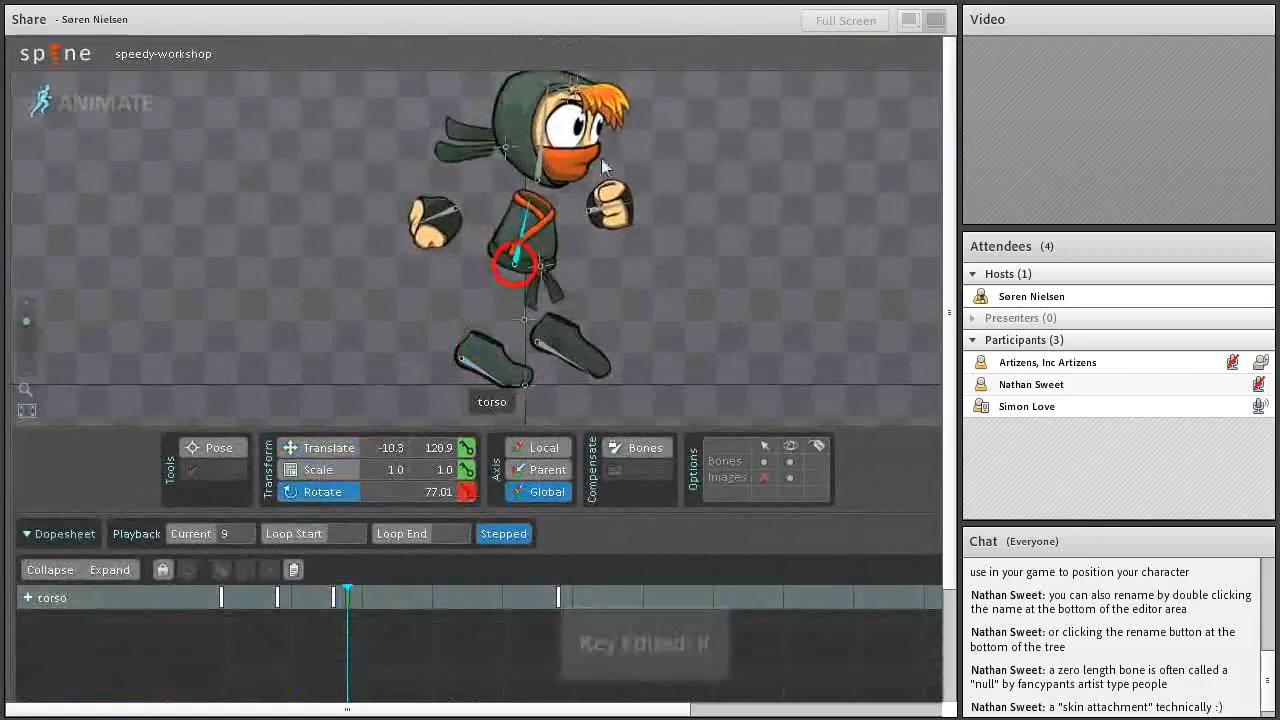 Share - Søren Nielsen
Full Screen
spine speedy-workshop
ANIMATE
torso
Tools
Pose
Transform
Translate -10.3 120.9
Scale 1.0 1.0
Rotate 77.01
Axis
Local
Parent
Global
Compensate
Bones
Options
Bones
Images
Dopesheet Playback Current 9 Loop Start Loop End Stepped
Collapse Expand
+ torso
Key Edited: R
Video
Attendees (4)
Hosts (1)
Søren Nielsen
Presenters (0)
Participants (3)
Artizens, Inc Artizens
Nathan Sweet
Simon Love
Chat (Everyone)
use in your game to position your character
Nathan Sweet: you can also rename by double clicking
the name at the bottom of the editor area
Nathan Sweet: or clicking the rename button at the
bottom of the tree
Nathan Sweet: a zero length bone is often called a
"null" by fancypants artist type people
Nathan Sweet: a "skin attachment" technically :)